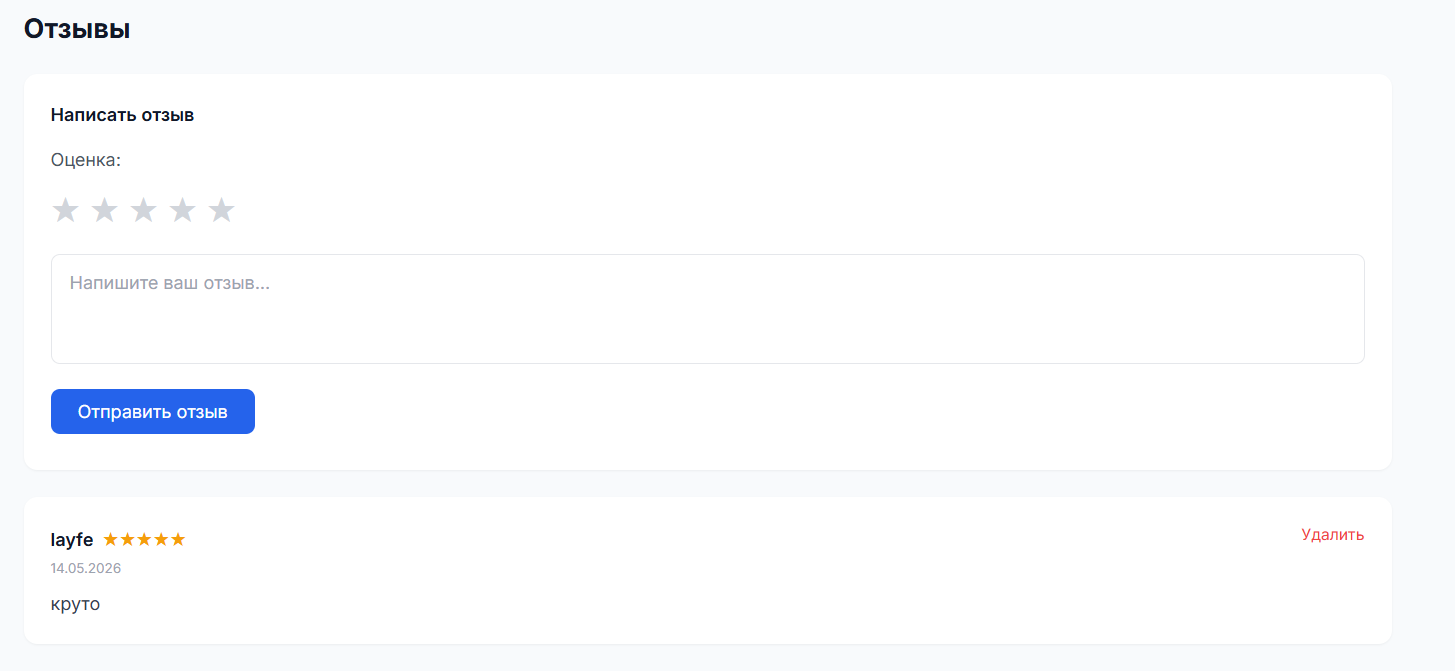 Отзывы
Написать отзыв
Оценка:
★ ★ ★ ★ ★
Напишите ваш отзыв...
Отправить отзыв
layfe ★★★★★ Удалить
14.05.2026
круто